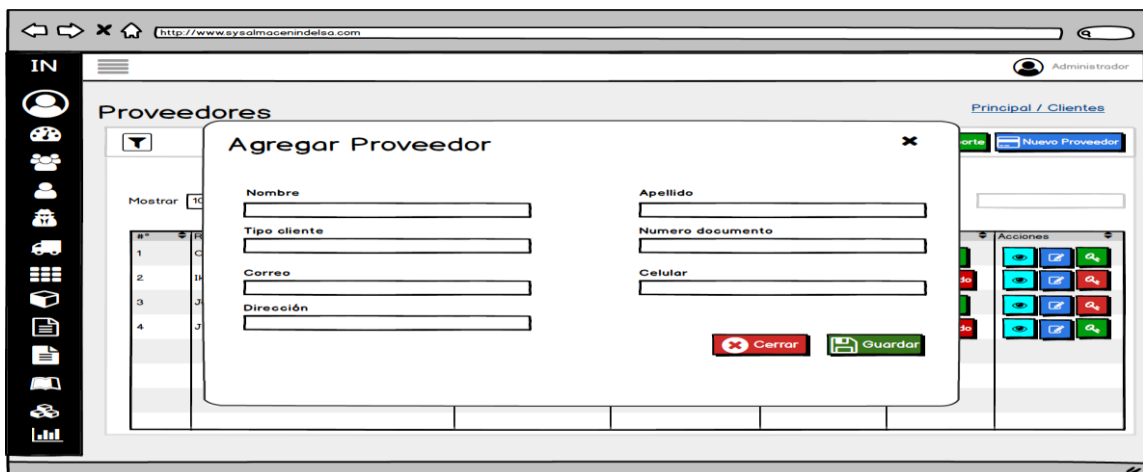 http://www.sysalmacenindelsa.com
IN
Administrador
Proveedores
Principal / Clientes
Nuevo Proveedor
Agregar Proveedor
Nombre
Apellido
Tipo cliente
Numero documento
Correo
Celular
Dirección
Cerrar
Guardar
Mostrar 10
#°
Acciones
1
2
3
4